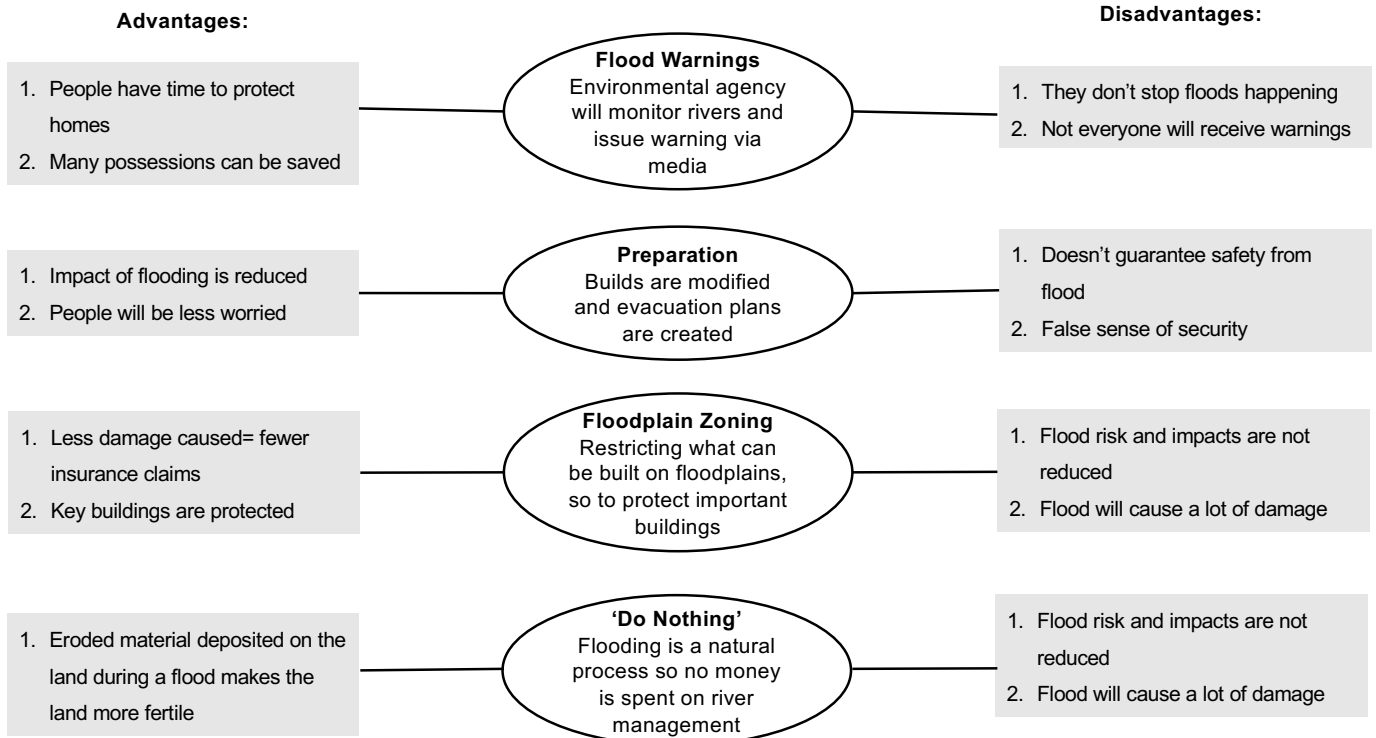 Advantages:
Disadvantages:
1. People have time to protect
homes
2. Many possessions can be saved
Flood Warnings
Environmental agency
will monitor rivers and
issue warning via
media
1. They don’t stop floods happening
2. Not everyone will receive warnings
1. Impact of flooding is reduced
2. People will be less worried
Preparation
Builds are modified
and evacuation plans
are created
1. Doesn’t guarantee safety from
flood
2. False sense of security
1. Less damage caused= fewer
insurance claims
2. Key buildings are protected
Floodplain Zoning
Restricting what can
be built on floodplains,
so to protect important
buildings
1. Flood risk and impacts are not
reduced
2. Flood will cause a lot of damage
1. Eroded material deposited on the
land during a flood makes the
land more fertile
‘Do Nothing’
Flooding is a natural
process so no money
is spent on river
management
1. Flood risk and impacts are not
reduced
2. Flood will cause a lot of damage